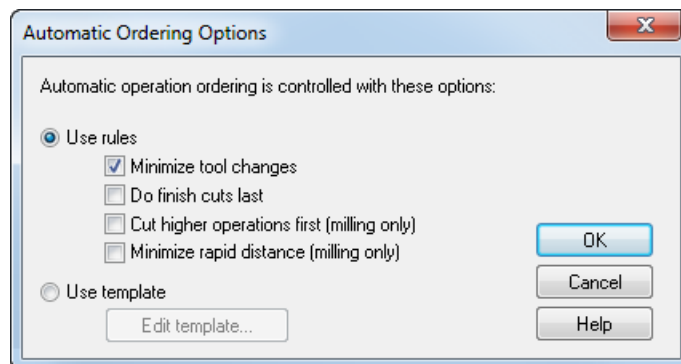 Automatic Ordering Options
Automatic operation ordering is controlled with these options:
Use rules
Minimize tool changes
Do finish cuts last
Cut higher operations first (milling only)
Minimize rapid distance (milling only)
OK
Use template
Cancel
Edit template...
Help